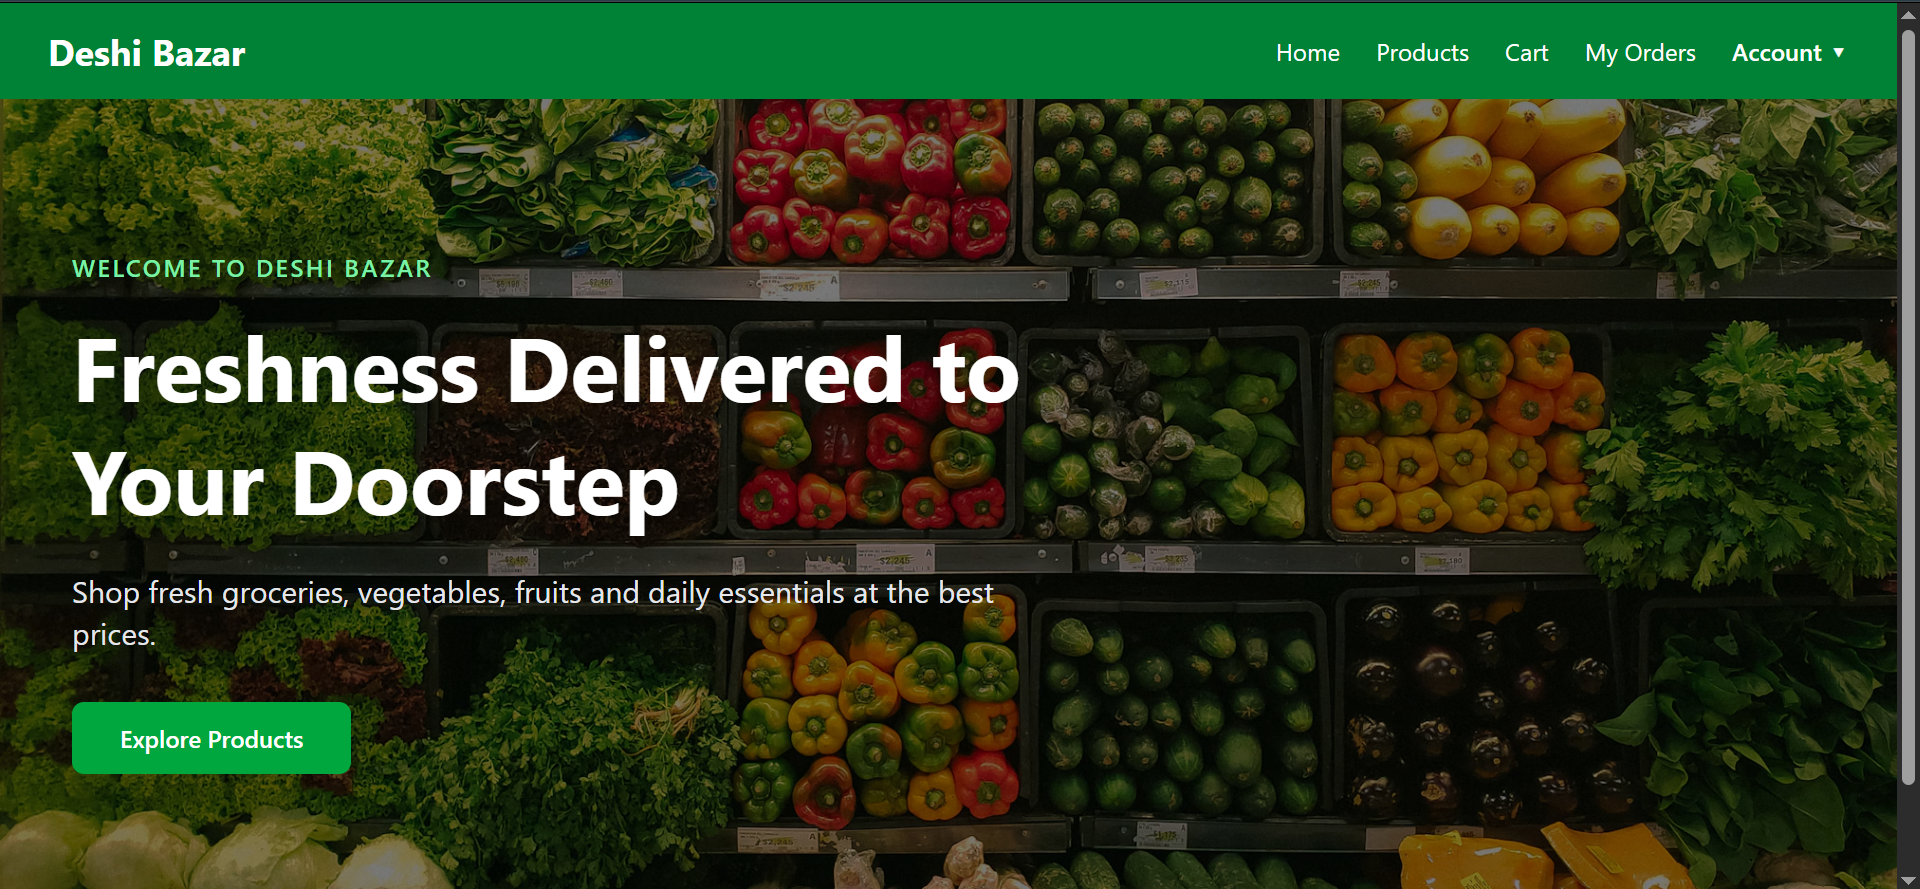 Deshi Bazar
Home Products Cart My Orders Account ▼
WELCOME TO DESHI BAZAR
Freshness Delivered to
Your Doorstep
Shop fresh groceries, vegetables, fruits and daily essentials at the best
prices.
Explore Products